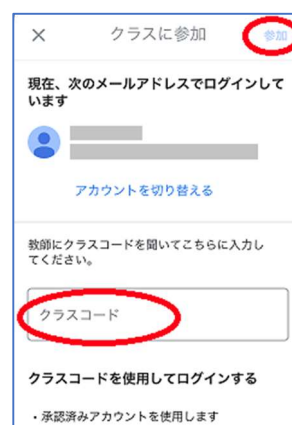 × クラスに参加 参加
現在、次のメールアドレスでログインして
います
アカウントを切り替える
教師にクラスコードを聞いてこちらに入力し
てください。
クラスコード
クラスコードを使用してログインする
・承認済みアカウントを使用します